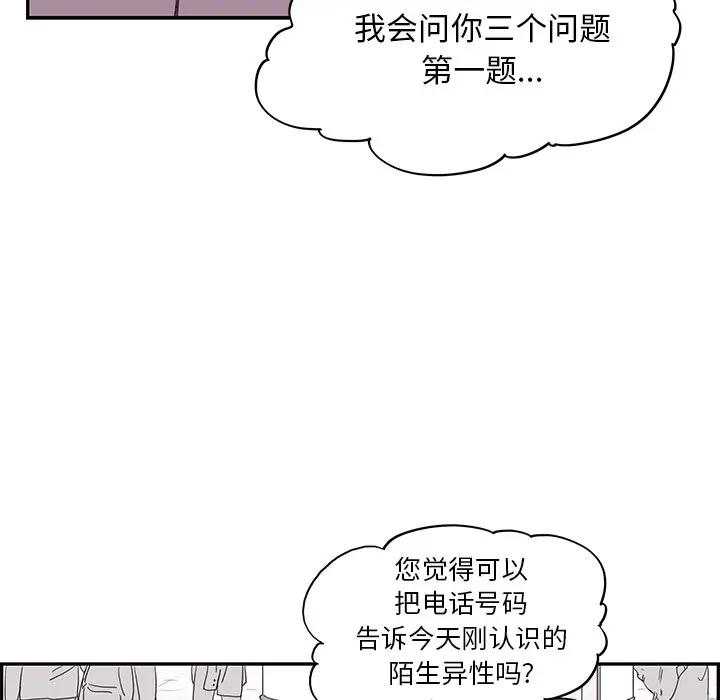 我会问你三个问题
第一题...
您觉得可以
把电话号码
告诉今天刚认识的
陌生异性吗?